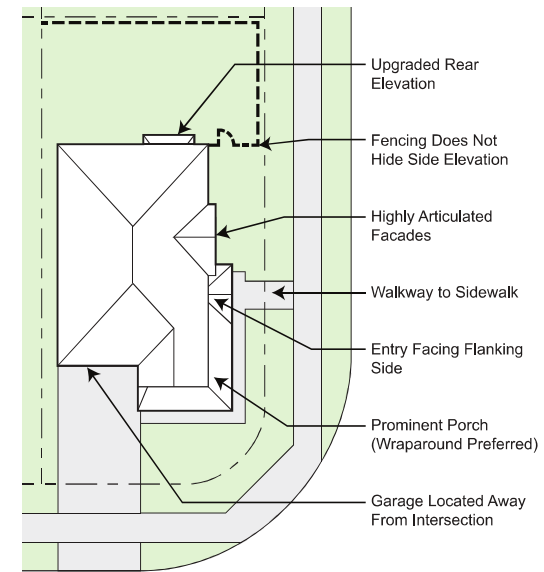 Upgraded Rear
Elevation
Fencing Does Not
Hide Side Elevation
Highly Articulated
Facades
Walkway to Sidewalk
Entry Facing Flanking
Side
Prominent Porch
(Wraparound Preferred)
Garage Located Away
From Intersection